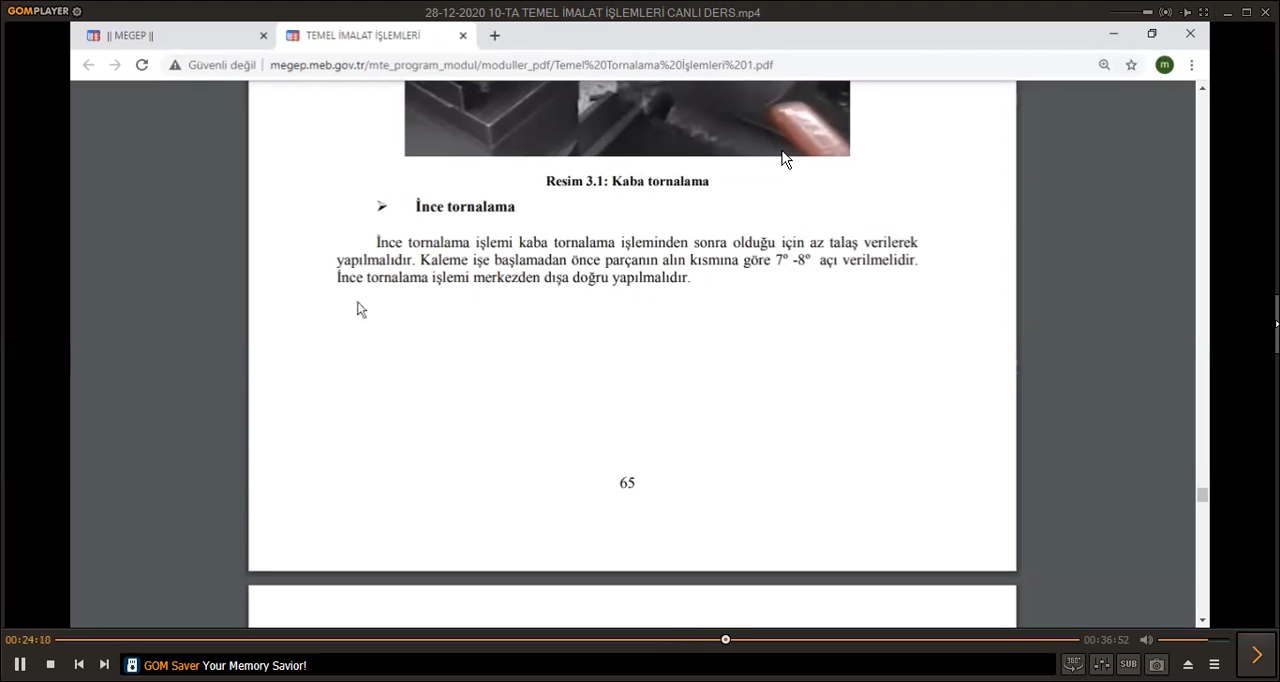 GOMPLAYER
28-12-2020 10-TA TEMEL İMALAT İŞLEMLERİ CANLI DERS.mp4
|| MEGEP ||
TEMEL İMALAT İŞLEMLERİ
Güvenli değil | megep.meb.gov.tr/mte_program_modul/moduller_pdf/Temel%20Tornalama%20İşlemleri%201.pdf
m
Resim 3.1: Kaba tornalama
➢ İnce tornalama
İnce tornalama işlemi kaba tornalama işleminden sonra olduğu için az talaş verilerek
yapılmalıdır. Kaleme işe başlamadan önce parçanın alın kısmına göre 7º -8º açı verilmelidir.
İnce tornalama işlemi merkezden dışa doğru yapılmalıdır.
65
00:24:18
00:36:52
GOM Saver Your Memory Savior!
360°
SUB